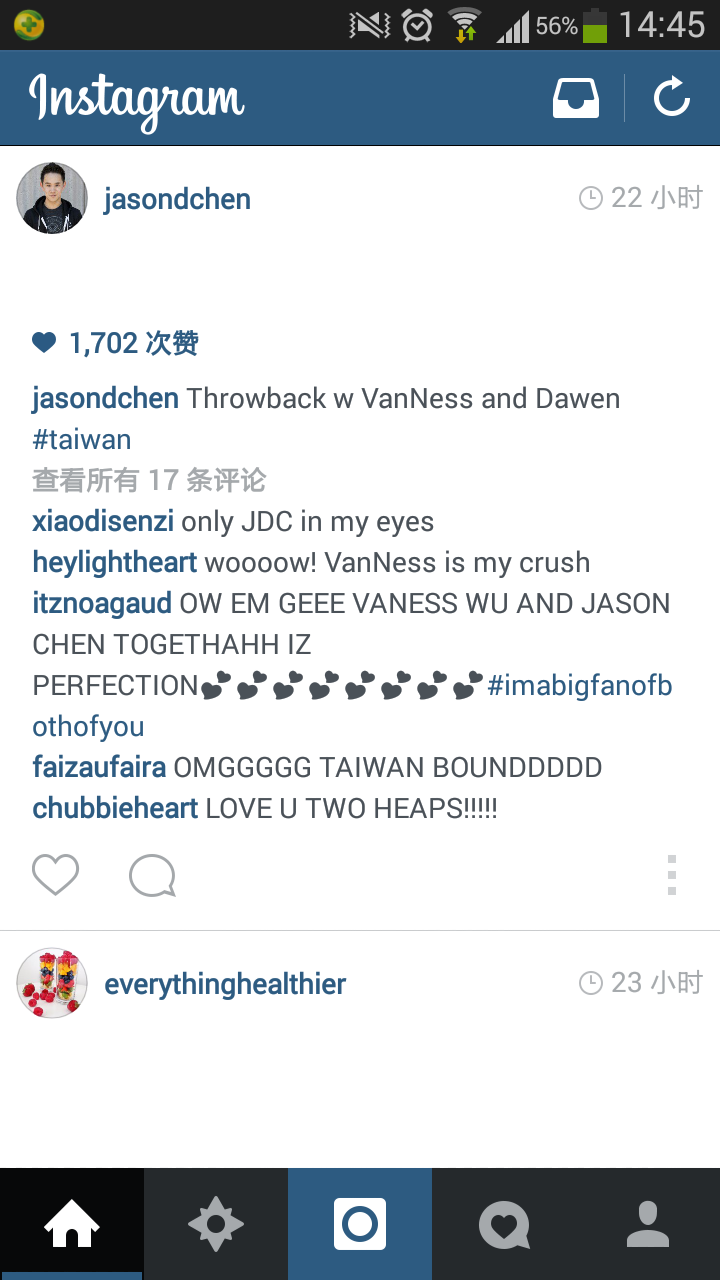 56% 14:45
Instagram
jasondchen 22 小时
1,702 次赞
jasondchen Throwback w VanNess and Dawen
#taiwan
查看所有 17 条评论
xiaodisenzi only JDC in my eyes
heylightheart woooow! VanNess is my crush
itznoagaud OW EM GEEE VANESS WU AND JASON
CHEN TOGETHAHH IZ
PERFECTION💕💕💕💕💕💕💕💕#imabigfanofb
othofyou
faizaufaira OMGGGGG TAIWAN BOUNDDDDD
chubbieheart LOVE U TWO HEAPS!!!!!
everythinghealthier 23 小时